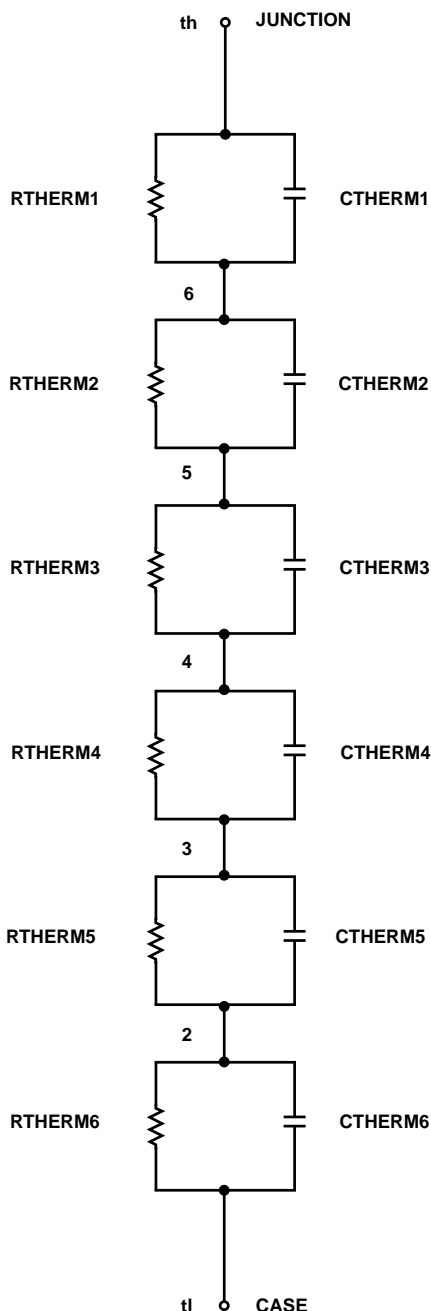 th JUNCTION
RTHERM1 CTHERM1
6
RTHERM2 CTHERM2
5
RTHERM3 CTHERM3
4
RTHERM4 CTHERM4
3
RTHERM5 CTHERM5
2
RTHERM6 CTHERM6
tl CASE